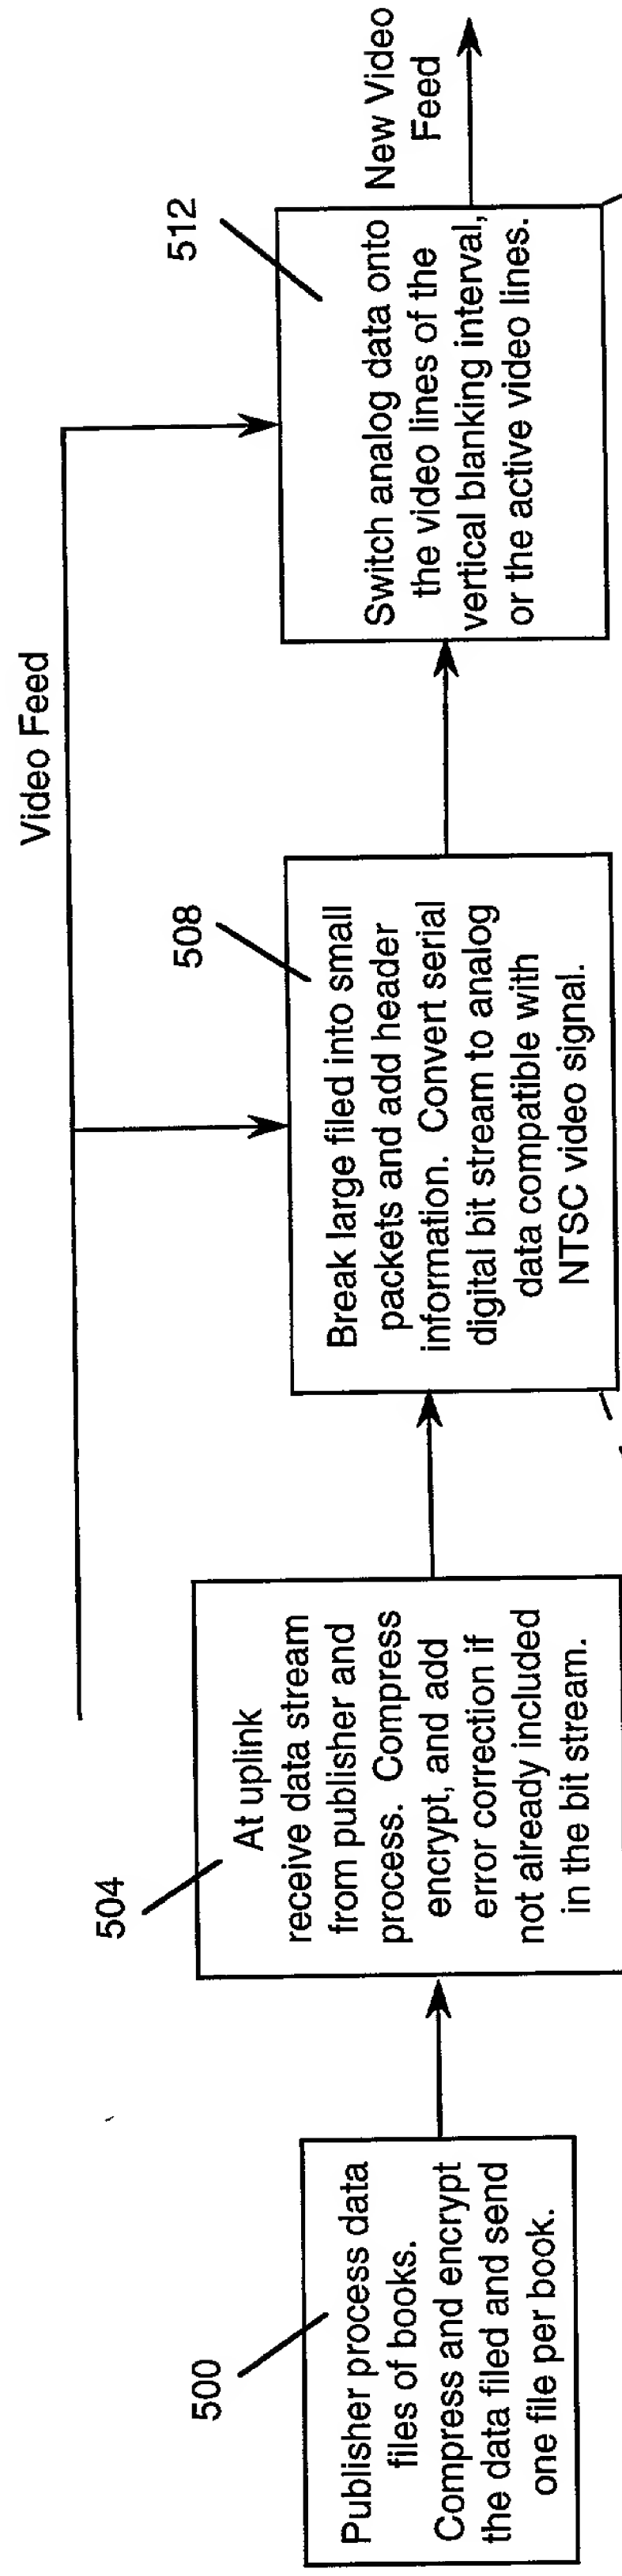 Video Feed
500
Publisher process data
files of books.
Compress and encrypt
the data filed and send
one file per book.
504
At uplink
receive data stream
from publisher and
process. Compress
encrypt, and add
error correction if
not already included
in the bit stream.
508
Break large filed into small
packets and add header
information. Convert serial
digital bit stream to analog
data compatible with
NTSC video signal.
512
Switch analog data onto
the video lines of the
vertical blanking interval,
or the active video lines.
New Video
Feed